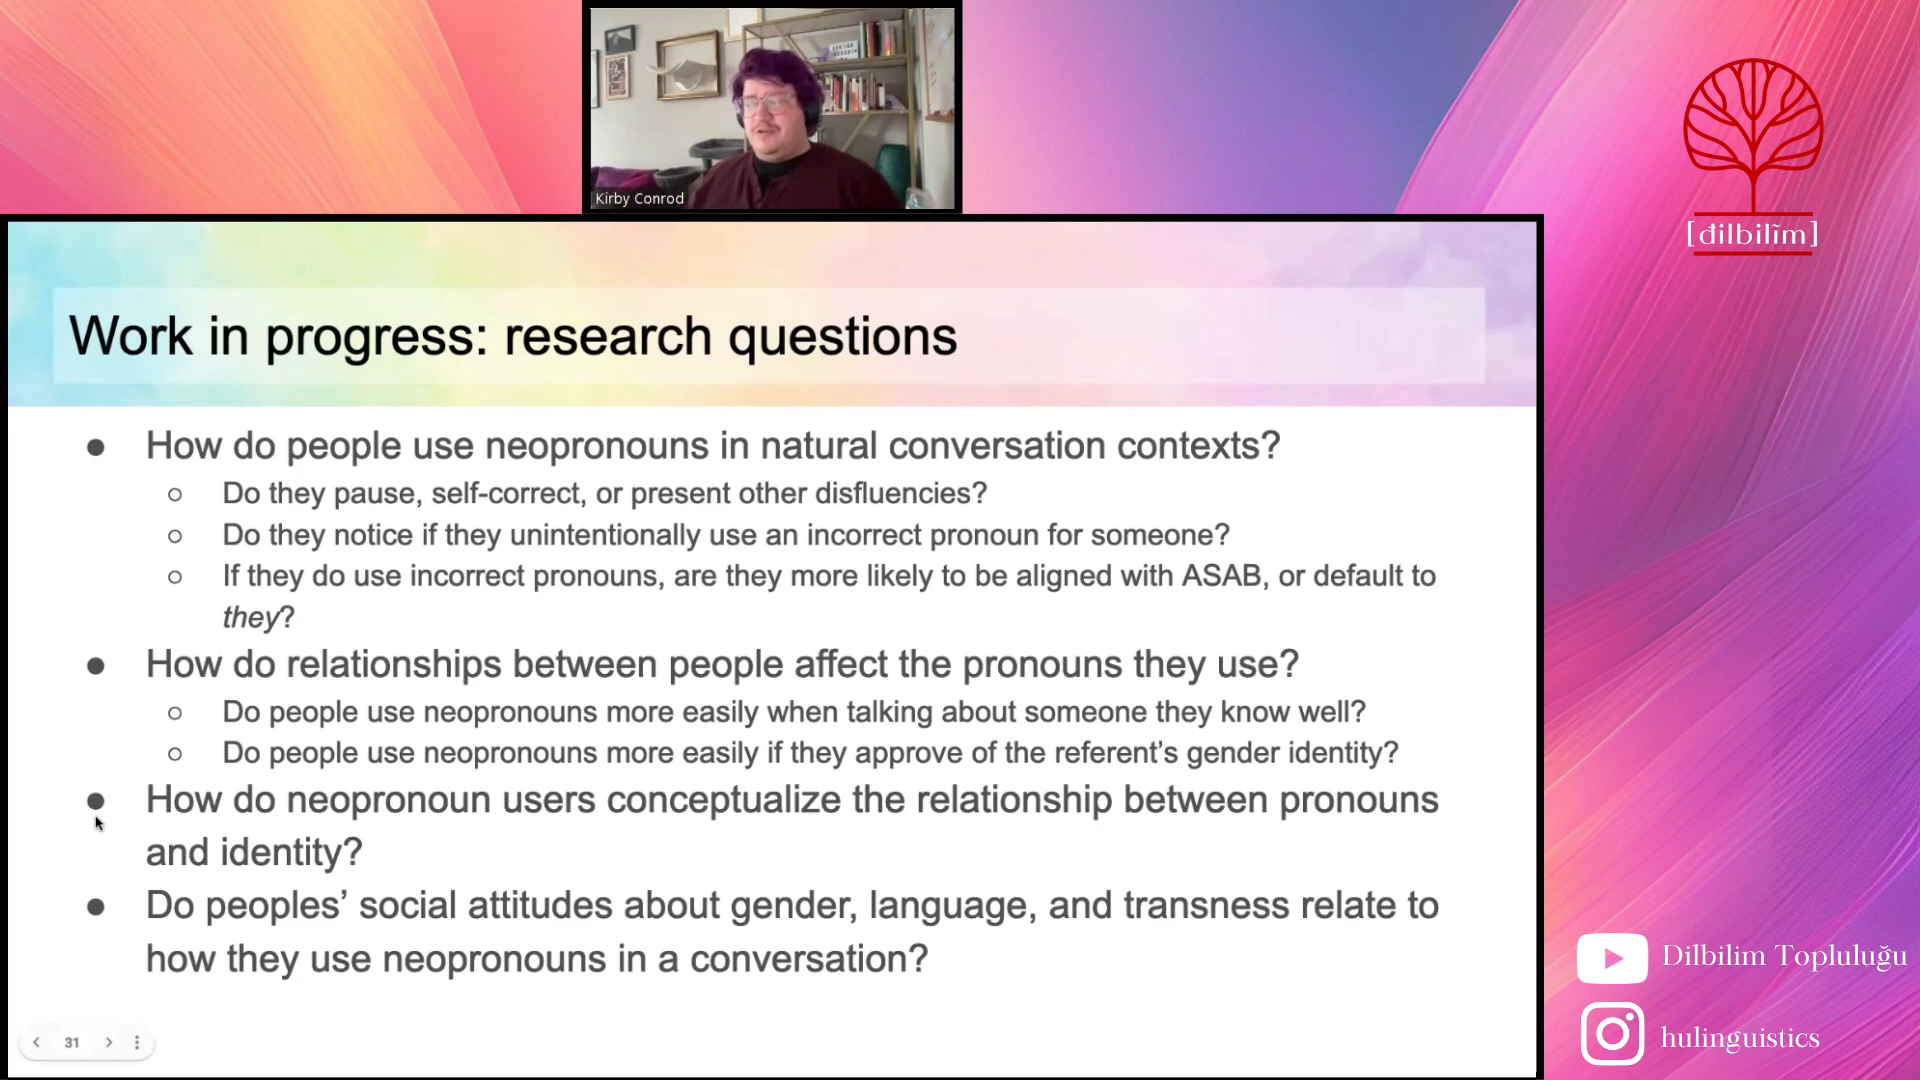 Kirby Conrod
[đilbilĩm]
Work in progress: research questions
● How do people use neopronouns in natural conversation contexts?
○ Do they pause, self-correct, or present other disfluencies?
○ Do they notice if they unintentionally use an incorrect pronoun for someone?
○ If they do use incorrect pronouns, are they more likely to be aligned with ASAB, or default to
they?
● How do relationships between people affect the pronouns they use?
○ Do people use neopronouns more easily when talking about someone they know well?
○ Do people use neopronouns more easily if they approve of the referent’s gender identity?
● How do neopronoun users conceptualize the relationship between pronouns
and identity?
● Do peoples’ social attitudes about gender, language, and transness relate to
how they use neopronouns in a conversation?
31
Dilbilim Topluluğu
hulinguistics